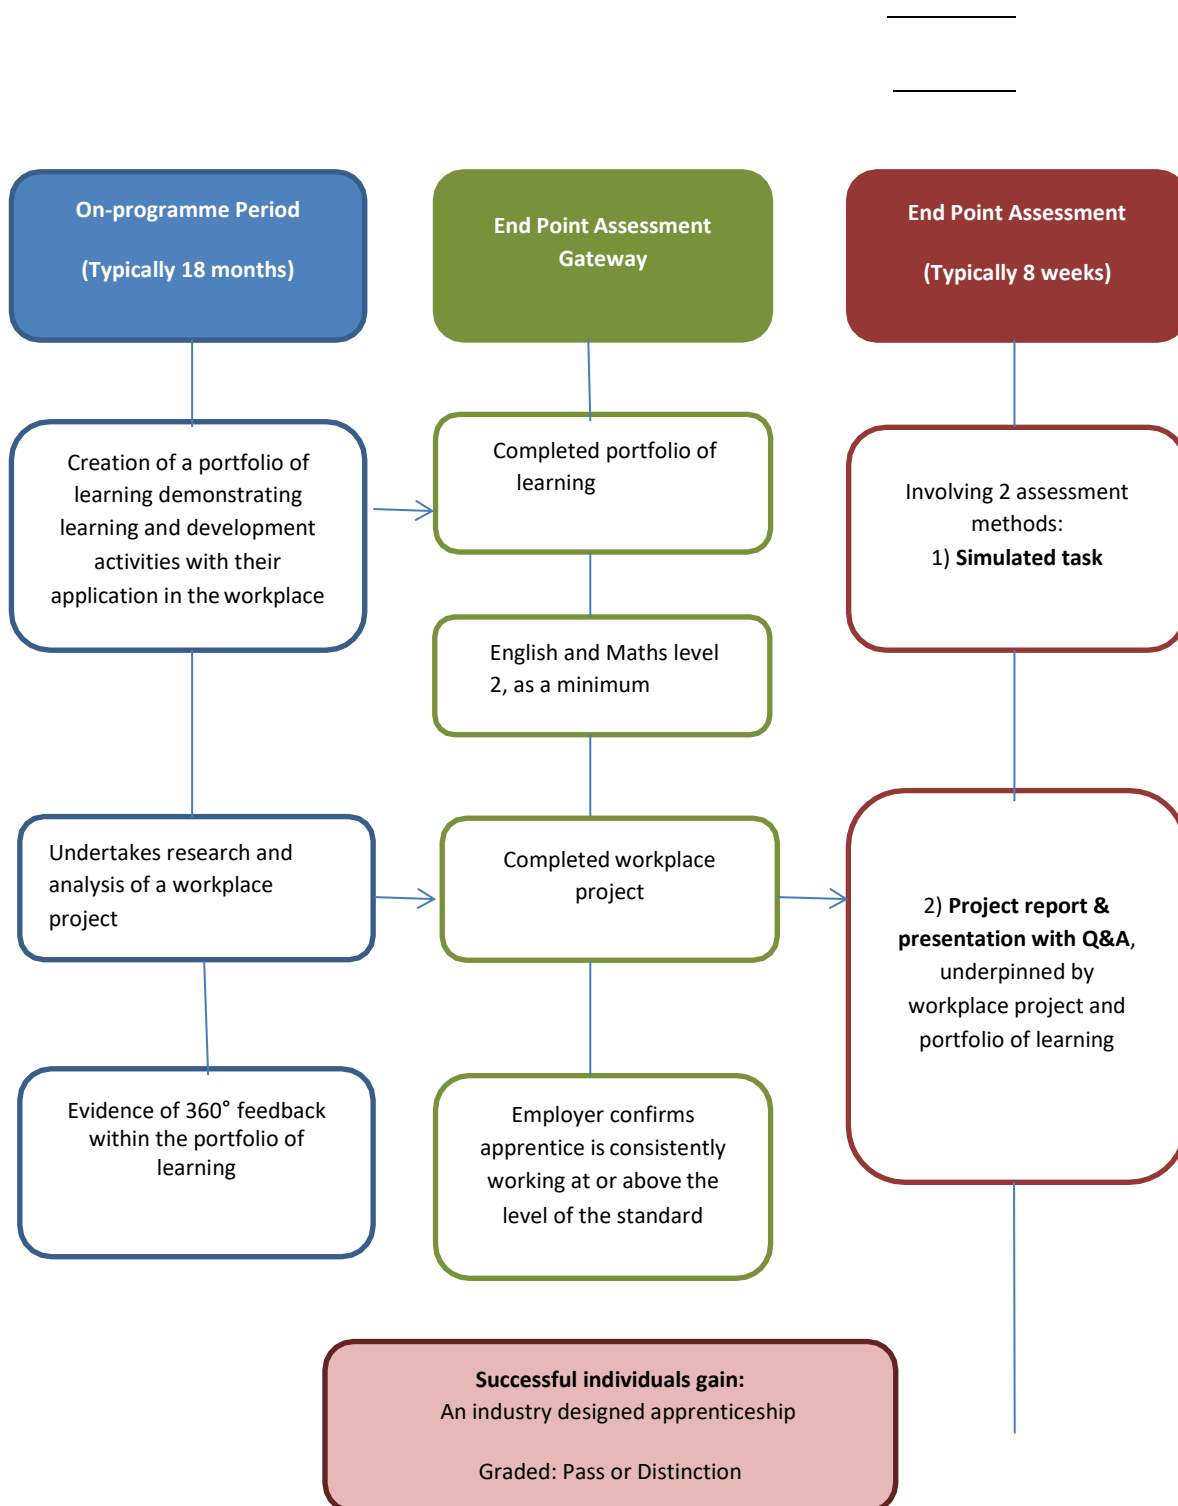 On-programme Period
(Typically 18 months)
End Point Assessment
Gateway
End Point Assessment
(Typically 8 weeks)
Creation of a portfolio of
learning demonstrating
learning and development
activities with their
application in the workplace
Completed portfolio of
learning
Involving 2 assessment
methods:
1) Simulated task
English and Maths level
2, as a minimum
Undertakes research and
analysis of a workplace
project
Completed workplace
project
2) Project report &
presentation with Q&A,
underpinned by
workplace project and
portfolio of learning
Evidence of 360° feedback
within the portfolio of
learning
Employer confirms
apprentice is consistently
working at or above the
level of the standard
Successful individuals gain:
An industry designed apprenticeship
Graded: Pass or Distinction